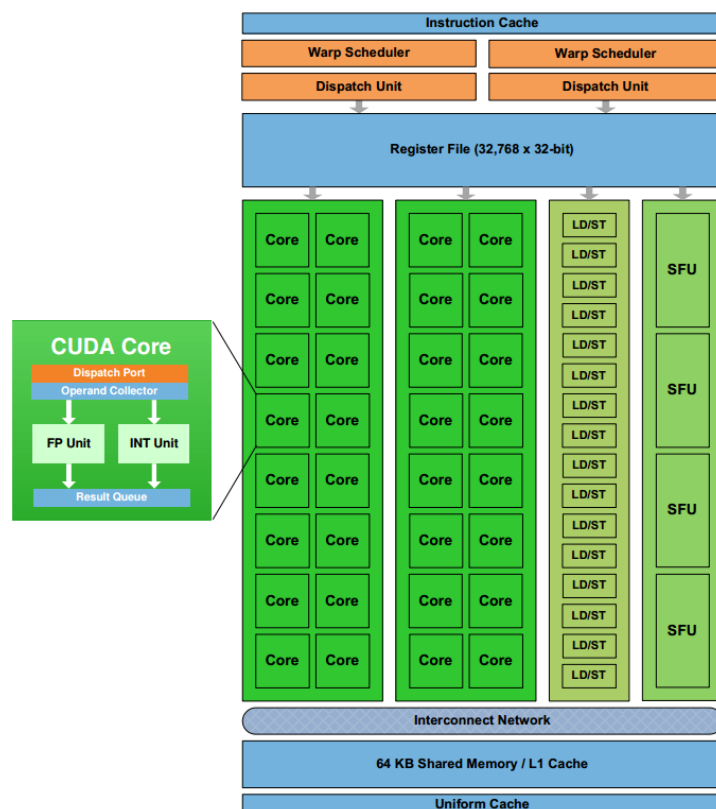 Instruction Cache
Warp Scheduler Warp Scheduler
Dispatch Unit Dispatch Unit
Register File (32,768 x 32-bit)
Core Core Core Core LD/ST LD/ST SFU
Core Core Core Core LD/ST LD/ST
Core Core Core Core LD/ST LD/ST SFU
Core Core Core Core LD/ST LD/ST
Core Core Core Core LD/ST LD/ST SFU
Core Core Core Core LD/ST LD/ST
Core Core Core Core LD/ST LD/ST SFU
Core Core Core Core LD/ST LD/ST
CUDA Core
Dispatch Port
Operand Collector
FP Unit INT Unit
Result Queue
Interconnect Network
64 KB Shared Memory / L1 Cache
Uniform Cache